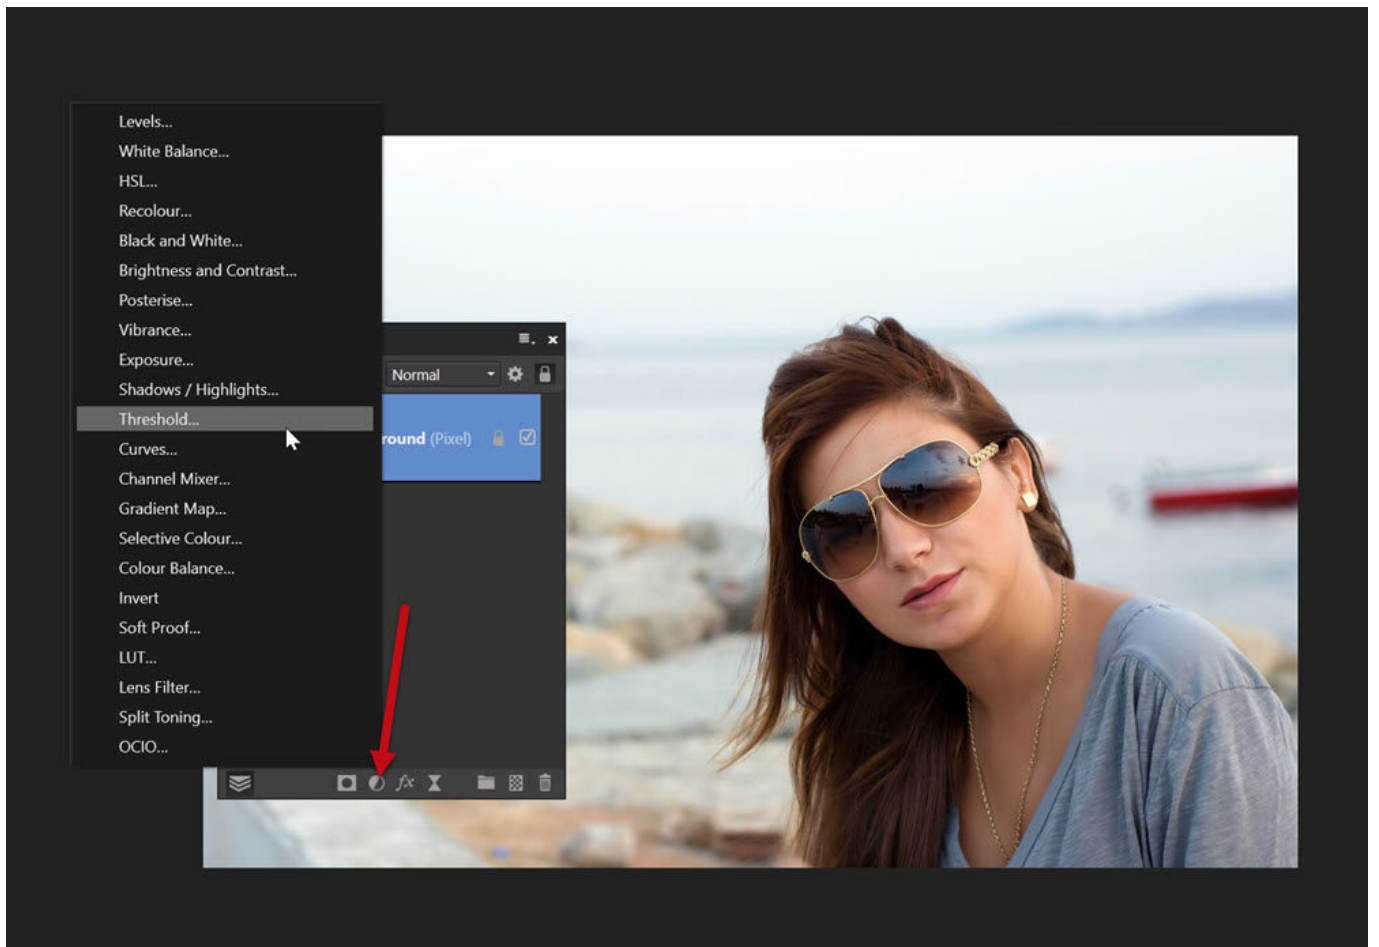 Levels...
White Balance...
HSL...
Recolour...
Black and White...
Brightness and Contrast...
Posterise...
Vibrance...
Exposure...
Shadows / Highlights...
Threshold...
Curves...
Channel Mixer...
Gradient Map...
Selective Colour...
Colour Balance...
Invert
Soft Proof...
LUT...
Lens Filter...
Split Toning...
OCIO...
Normal
round (Pixel)
fx